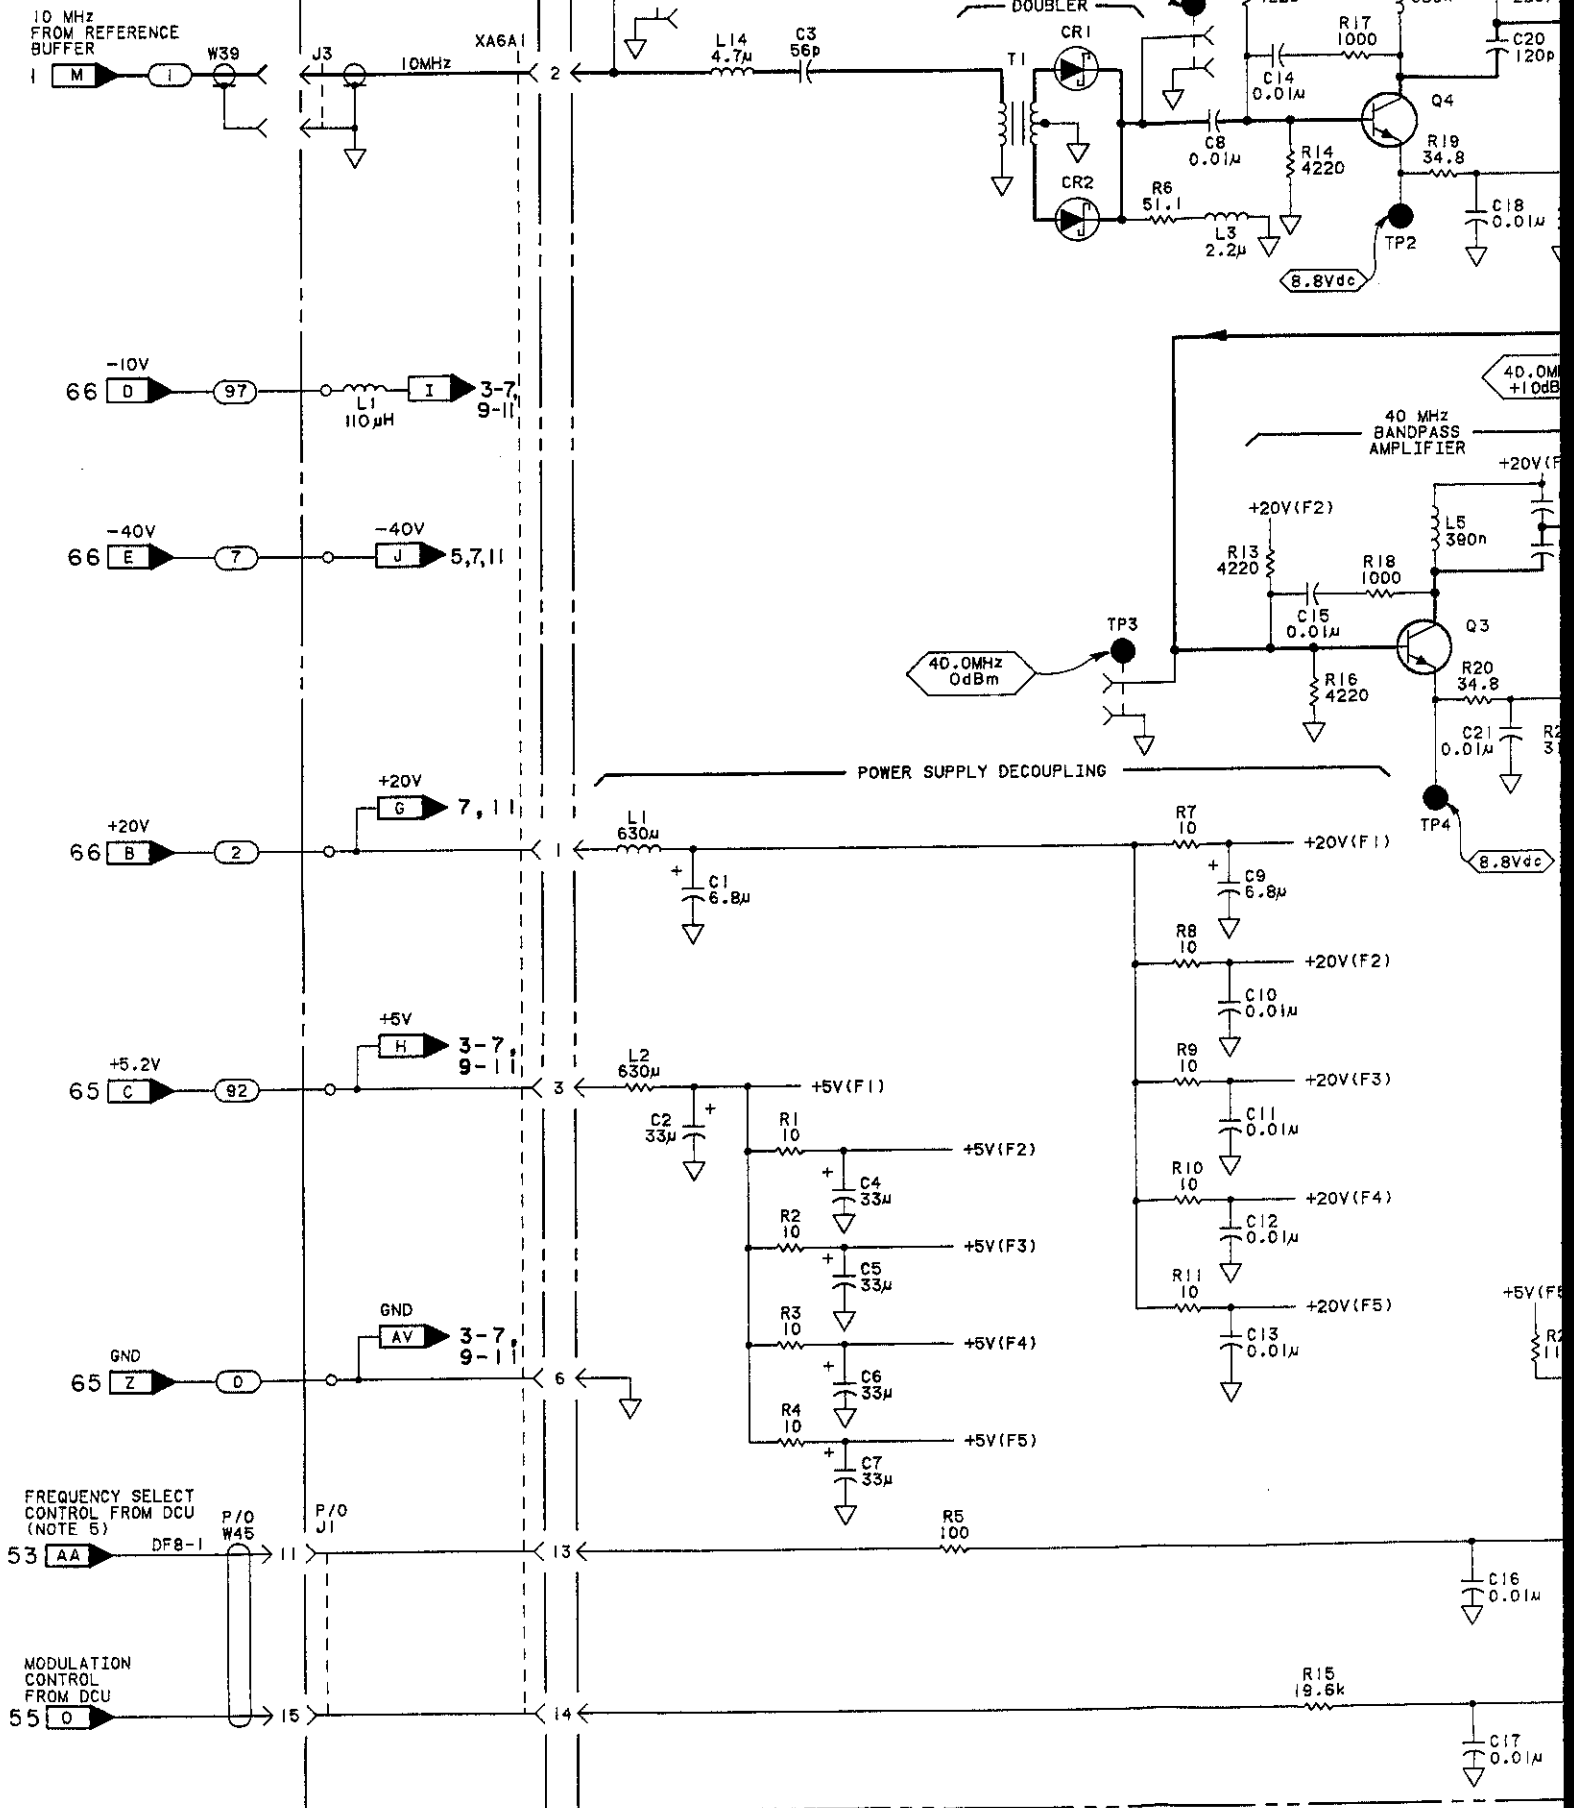 DOUBLER
10 MHz
FROM REFERENCE
BUFFER
1 M 1
W39
J3
10MHz
XA6A1
2
L14
4.7µ
C3
56p
T1
CR1
CR2
C8
0.01µ
R6
51.1
L3
2.2µ
C14
0.01µ
R17
1000
R14
4220
Q4
R19
34.8
C20
120p
C18
0.01µ
TP2
8.8Vdc
-10V
66 D 97
L1
110µH
I 3-7,
9-11
40 MHz
BANDPASS
AMPLIFIER
+20V(F2)
R13
4220
C15
0.01µ
R18
1000
L5
390n
Q3
R16
4220
R20
34.8
C21
0.01µ
TP4
8.8Vdc
-40V
66 E 7
-40V
J 5,7,11
TP3
40.0MHz
0dBm
POWER SUPPLY DECOUPLING
+20V
G 7,11
+20V
66 B 2
1
L1
630µ
+
C1
6.8µ
R7
10
+20V(F1)
+
C9
6.8µ
R8
10
+20V(F2)
C10
0.01µ
R9
10
+20V(F3)
C11
0.01µ
R10
10
+20V(F4)
C12
0.01µ
R11
10
+20V(F5)
C13
0.01µ
+5V
H 3-7,
9-11
+5.2V
65 C 92
3
L2
630µ
+5V(F1)
+
C2
33µ
R1
10
+5V(F2)
+
C4
33µ
R2
10
+5V(F3)
+
C5
33µ
R3
10
+5V(F4)
+
C6
33µ
R4
10
+5V(F5)
+
C7
33µ
GND
AV 3-7,
9-11
GND
65 Z 0
6
FREQUENCY SELECT
CONTROL FROM DCU
(NOTE 5)
53 AA DF8-1
P/O
W45
11
P/O
J1
13
R5
100
C16
0.01µ
MODULATION
CONTROL
FROM DCU
55 O
15
14
R15
19.6k
C17
0.01µ